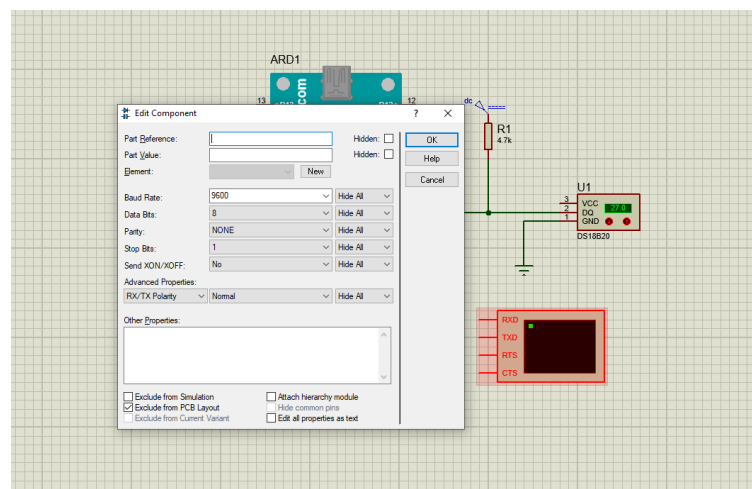 ARD1
com
13
12
Edit Component
?
Part Reference:
Hidden:
OK
Part Value:
Hidden:
Help
Element:
New
Cancel
Baud Rate:
9600
Hide All
Data Bits:
8
Hide All
Parity:
NONE
Hide All
Stop Bits:
1
Hide All
Send XON/XOFF:
No
Hide All
Advanced Properties:
RX/TX Polarity
Normal
Hide All
Other Properties:
Exclude from Simulation
Attach hierarchy module
Exclude from PCB Layout
Hide common pins
Exclude from Current Variant
Edit all properties as text
dc
R1
4.7k
U1
3
VCC
27.0
2
DQ
1
GND
DS18B20
RXD
TXD
RTS
CTS